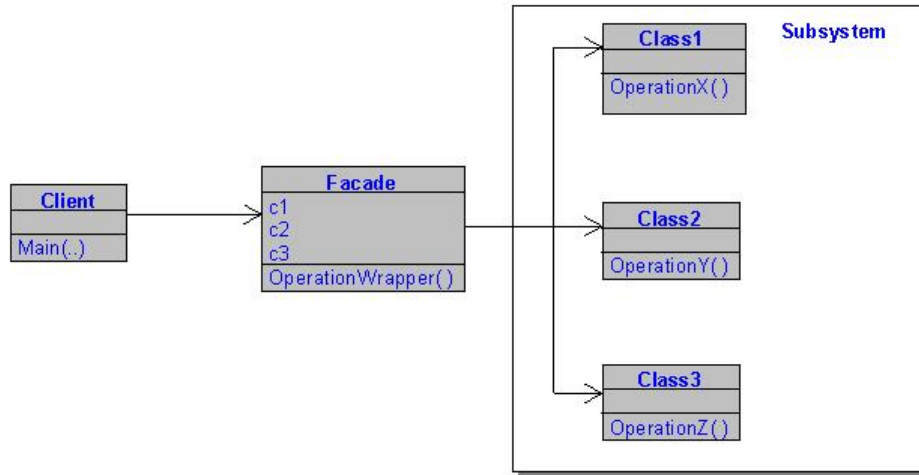 Client
Main(..)
Facade
c1
c2
c3
OperationWrapper()
Subsystem
Class1
OperationX()
Class2
OperationY()
Class3
OperationZ()